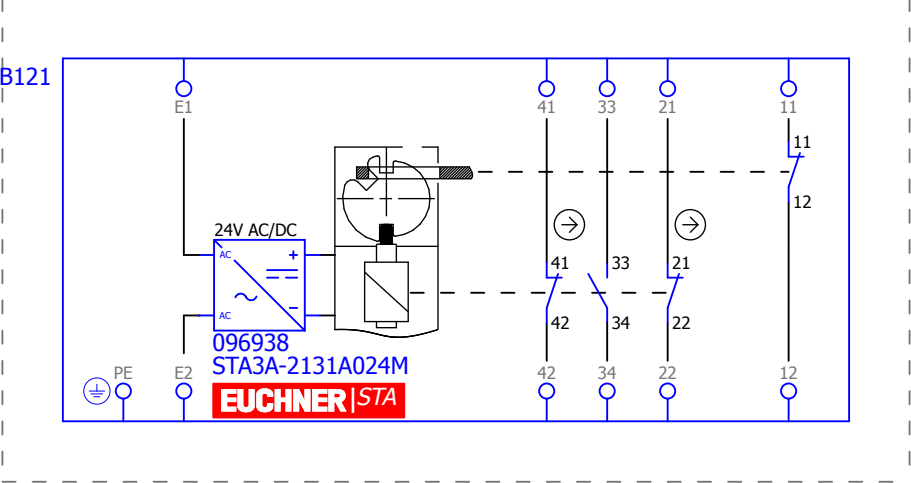 B121
E1
41
33
21
11
11
12
24V AC/DC
AC
+
41
33
21
AC
-
42
34
22
096938
STA3A-2131A024M
PE
E2
42
34
22
12
EUCHNER|STA